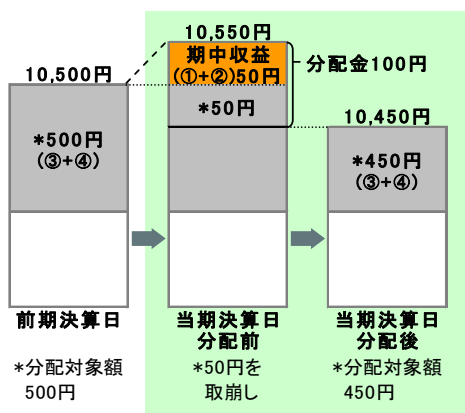 10,550円
期中収益
(①+②)50円
分配金100円
10,500円
*50円
10,450円
*500円
(③+④)
*450円
(③+④)
前期決算日
当期決算日
分配前
当期決算日
分配後
*分配対象額
500円
*50円を
取崩し
*分配対象額
450円